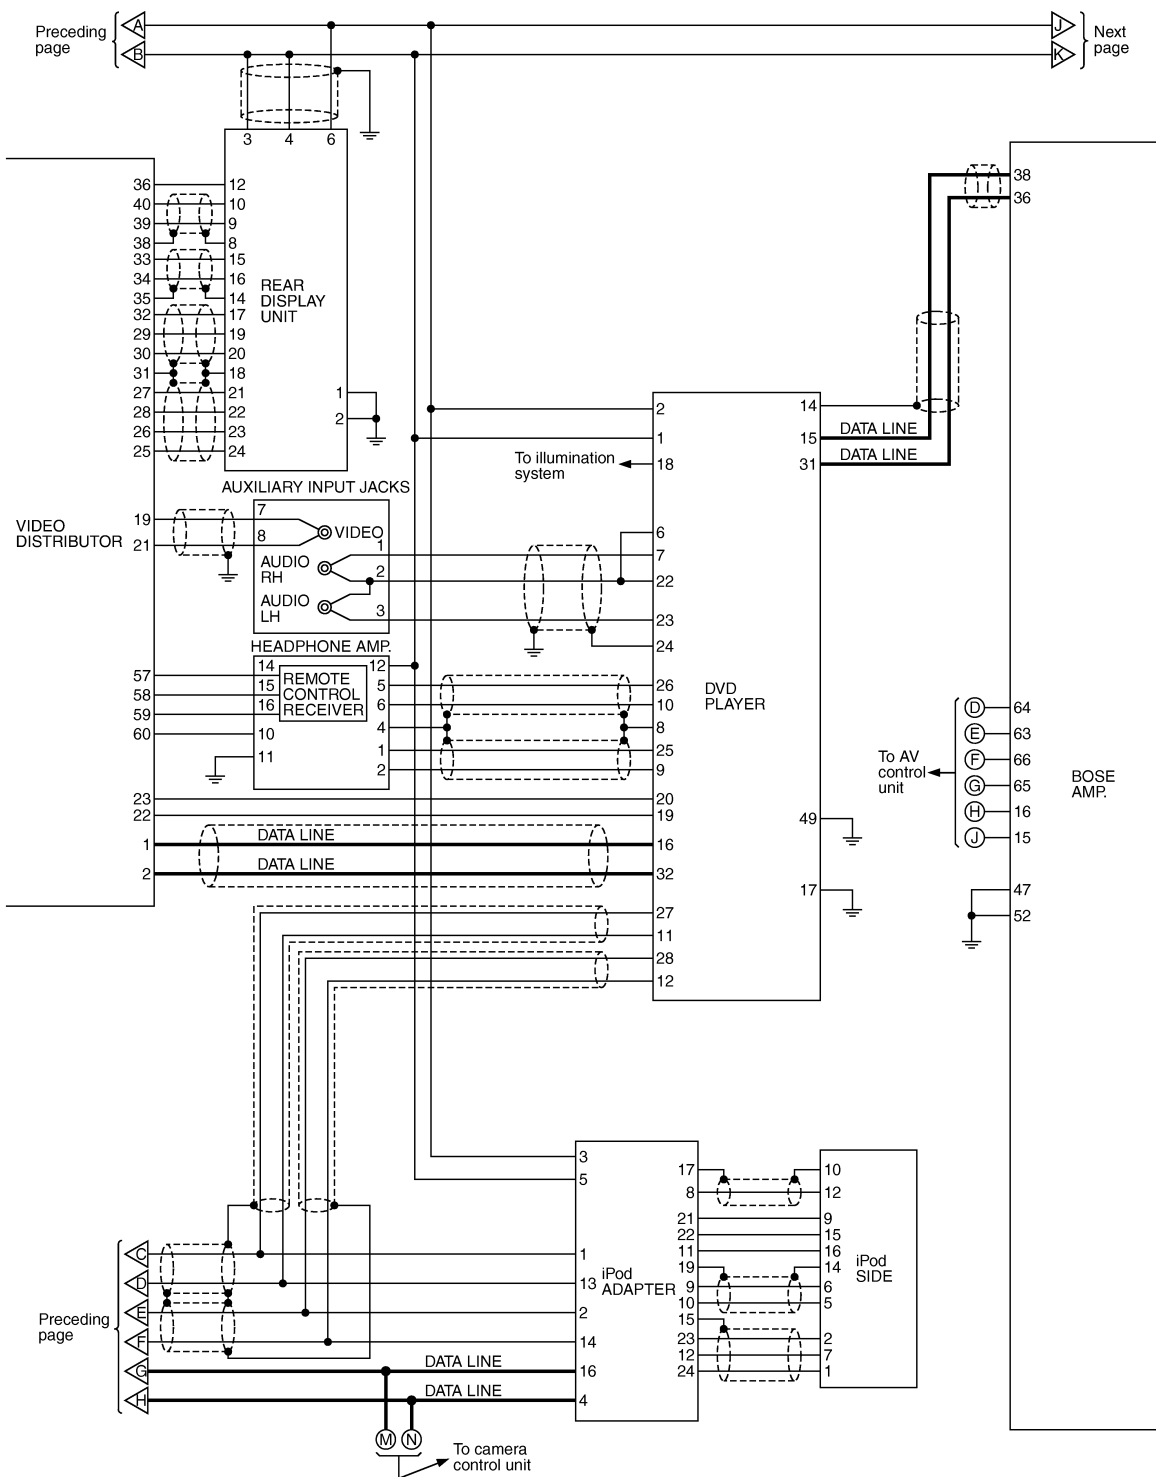 Preceding
page
A
B
J
K
Next
page
3 4 6
36 12
40 10
39 9
38 8
33 15
34 16
35 14
32 17
29 19
30 20
31 18
27 21
28 22
26 23
25 24
REAR
DISPLAY
UNIT
1
2
38
36
AUXILIARY INPUT JACKS
VIDEO
DISTRIBUTOR
19 7
21 8
VIDEO
AUDIO
RH
AUDIO
LH
1
2
3
HEADPHONE AMP.
57 14
58 15
59 16
60 10
11
REMOTE
CONTROL
RECEIVER
12
5
6
4
1
2
23
22
1
2
DATA LINE
DATA LINE
To illumination
system
2
1
18
6
7
22
23
24
26
10
8
25
9
20
19
16
32
27
11
28
12
DVD
PLAYER
14
15
31
49
17
DATA LINE
DATA LINE
To AV
control
unit
D 64
E 63
F 66
G 65
H 16
J 15
47
52
BOSE
AMP.
Preceding
page
C
D
E
F
G
H
DATA LINE
DATA LINE
M N
To camera
control unit
3
5
1
13
2
14
16
4
iPod
ADAPTER
17 10
8 12
21 9
22 15
11 16
19 14
9 6
10 5
15
23 2
12 7
24 1
iPod
SIDE